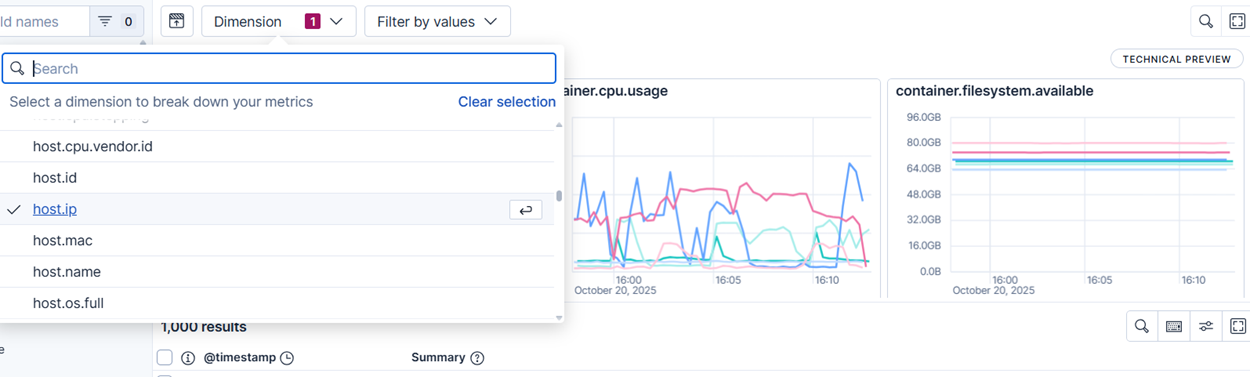 ld names
0
Dimension 1
Filter by values
Search
Select a dimension to break down your metrics
Clear selection
host.cpu.vendor.id
host.id
host.ip
host.mac
host.name
host.os.full
TECHNICAL PREVIEW
ainer.cpu.usage
16:00
16:05
16:10
October 20, 2025
container.filesystem.available
96.0GB
80.0GB
64.0GB
48.0GB
32.0GB
16.0GB
0.0B
16:00
16:05
16:10
October 20, 2025
1,000 results
@timestamp
Summary
e